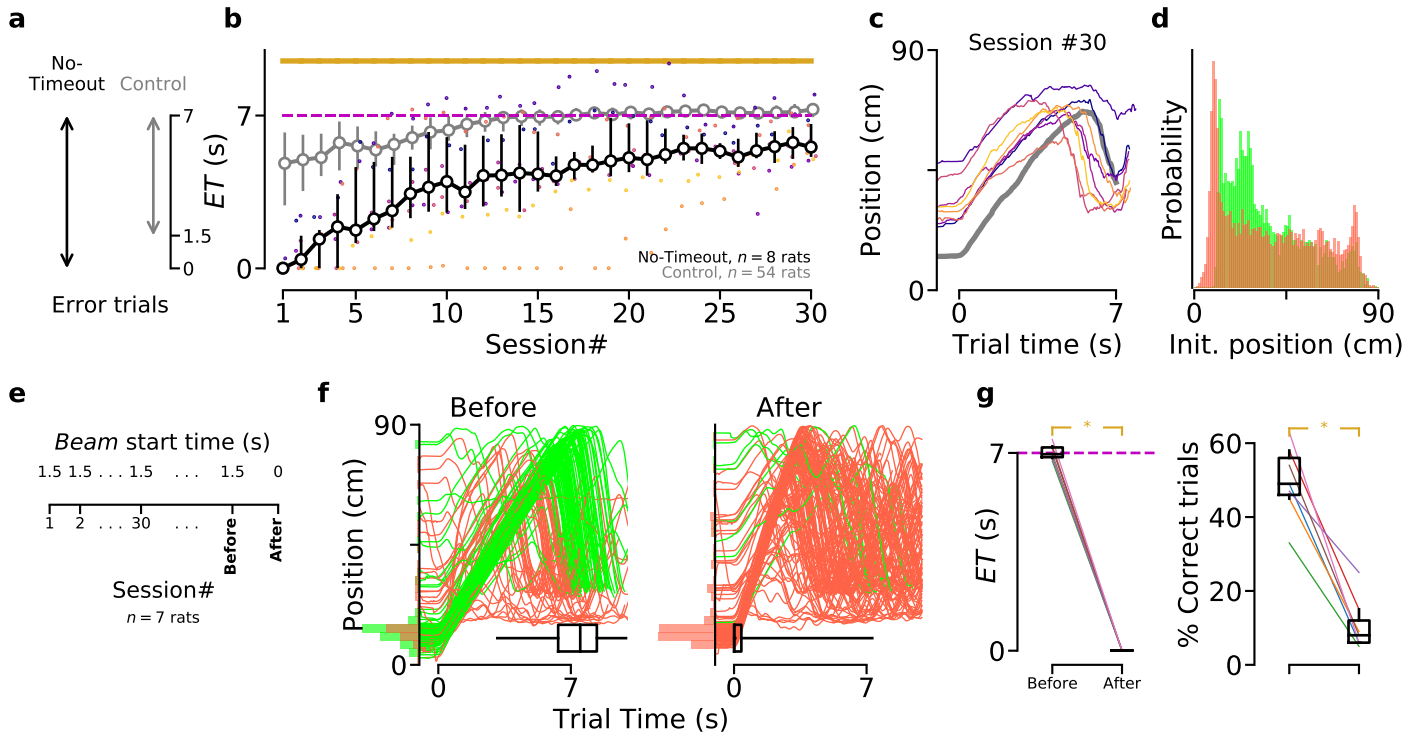 a
No-
Timeout
Control
7
1.5
0
Error trials
b
ET (s)
7
0
No-Timeout, n = 8 rats
Control, n = 54 rats
1 5 10 15 20 25 30
Session#
c
Session #30
Position (cm)
90
0
0 7
Trial time (s)
d
Probability
0 90
Init. position (cm)
e
Beam start time (s)
1.5 1.5 . . . 1.5 . . . 1.5 0
1 2 . . . 30 . . . Before After
Session#
n = 7 rats
f
Before
After
Position (cm)
90
0
0 7
0 7
Trial Time (s)
g
*
ET (s)
7
0
Before After
*
% Correct trials
60
40
20
0